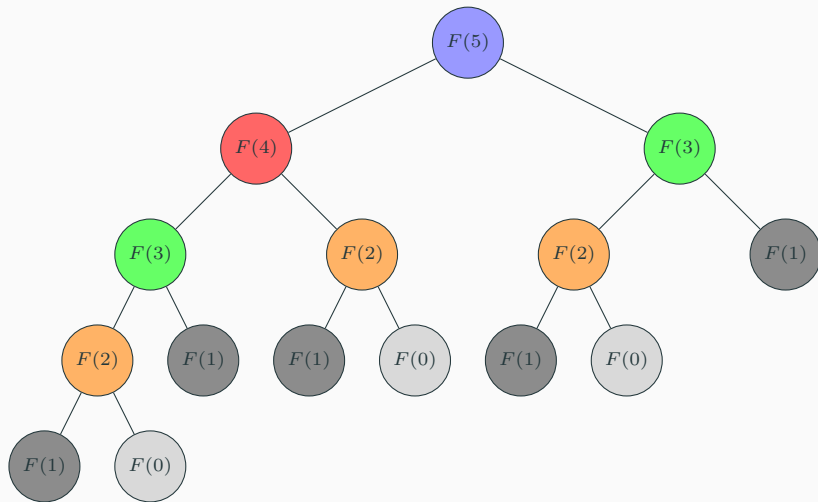 F(5)
F(4) F(3)
F(3) F(2) F(2) F(1)
F(2) F(1) F(1) F(0) F(1) F(0)
F(1) F(0)